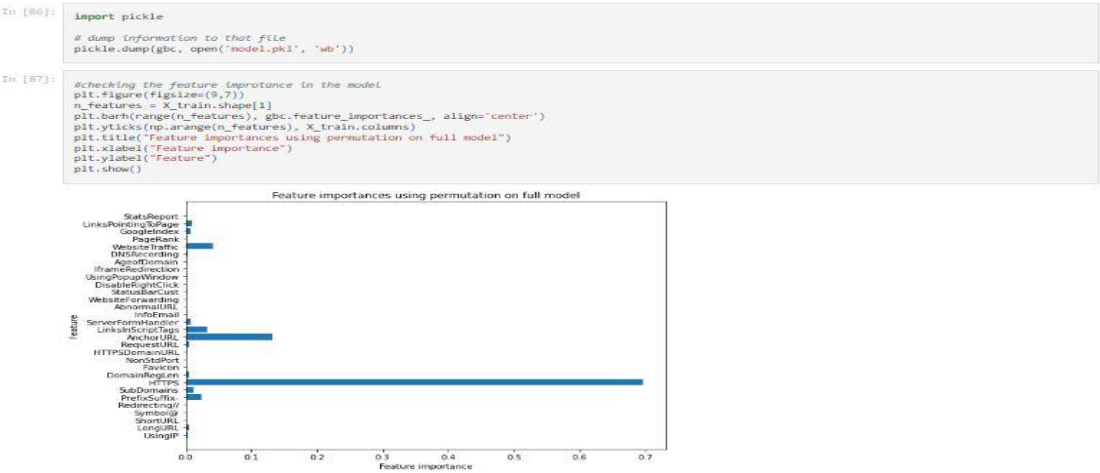 In [86]:
import pickle
# dump information to that file
pickle.dump(gbc, open('model.pkl', 'wb'))
In [87]:
#checking the feature improtance in the model
plt.figure(figsize=(9,7))
n_features = X_train.shape[1]
plt.barh(range(n_features), gbc.feature_importances_, align='center')
plt.yticks(np.arange(n_features), X_train.columns)
plt.title("Feature importances using permutation on full model")
plt.xlabel("Feature importance")
plt.ylabel("Feature")
plt.show()
Feature importances using permutation on full model
StatsReport
LinksPointingToPage
GoogleIndex
PageRank
WebsiteTraffic
DNSRecording
AgeofDomain
IframeRedirection
UsingPopupWindow
DisableRightClick
StatusBarCust
WebsiteForwarding
AbnormalURL
InfoEmail
ServerFormHandler
LinksInScriptTags
AnchorURL
RequestURL
HTTPSDomainURL
NonStdPort
Favicon
DomainRegLen
HTTPS
SubDomains
PrefixSuffix-
Redirecting//
Symbol@
ShortURL
LongURL
UsingIP
Feature
0.0 0.1 0.2 0.3 0.4 0.5 0.6 0.7
Feature importance